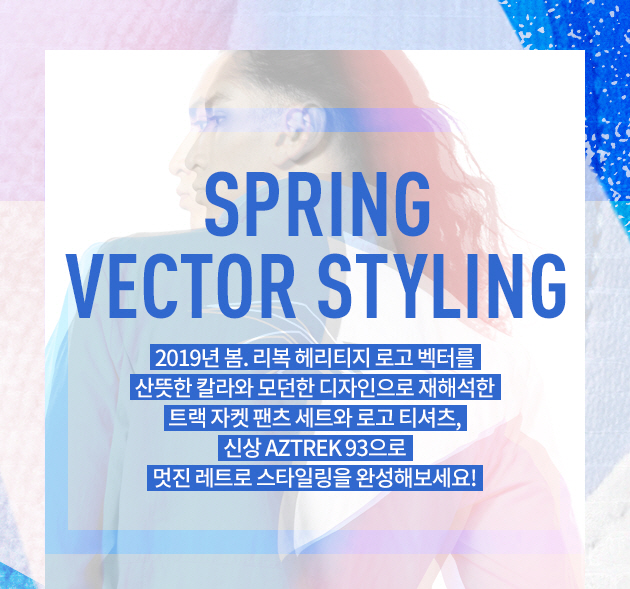 SPRING
VECTOR STYLING
2019년 봄. 리복 헤리티지 로고 벡터를
산뜻한 칼라와 모던한 디자인으로 재해석한
트랙 자켓 팬츠 세트와 로고 티셔츠,
신상 AZTREK 93으로
멋진 레트로 스타일링을 완성해보세요!